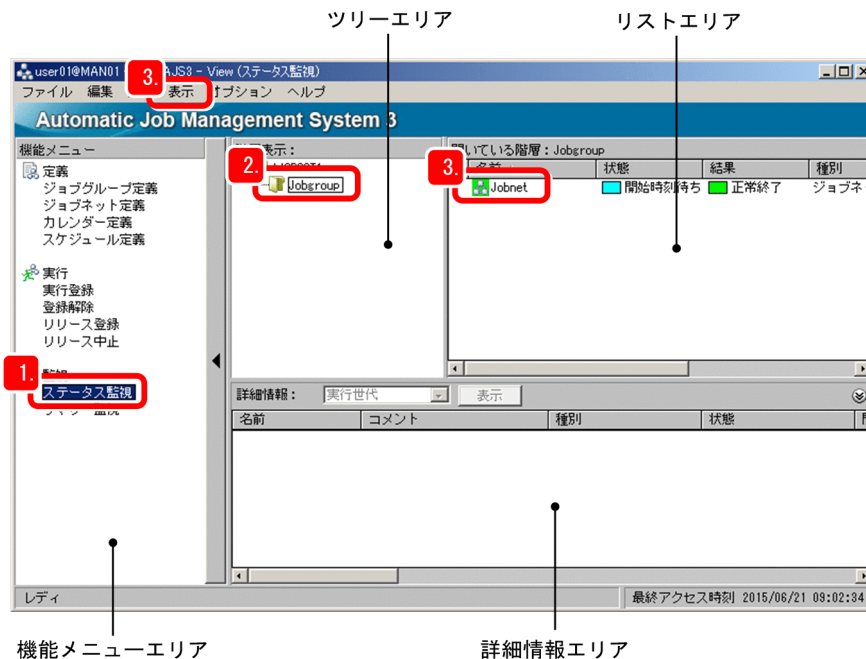 ツリーエリア
リストエリア
user01@MAN01 AJS3 - View (ステータス監視)
3.
ファイル 編集 表示 オプション ヘルプ
Automatic Job Management System 3
機能メニュー
表示：
開いている階層：Jobgroup
2.
3.
名前 状態 結果 種別
定義
ジョブグループ定義
ジョブネット定義
カレンダー定義
スケジュール定義
Jobgroup
Jobnet 開始時刻待ち 正常終了 ジョブネ
実行
実行登録
登録解除
リリース登録
リリース中止
1.
ステータス監視
詳細情報： 実行世代 表示
名前 コメント 種別 状態
レディ
最終アクセス時刻 2015/06/21 09:02:34
機能メニューエリア
詳細情報エリア